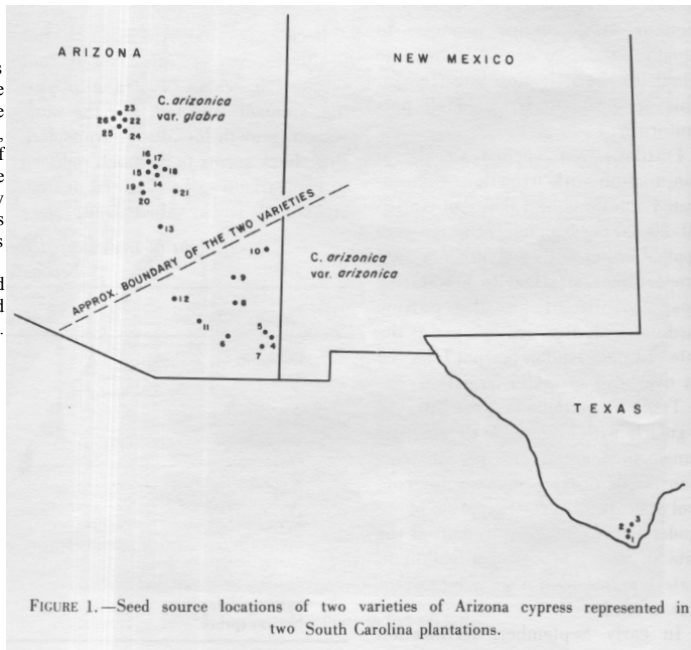 ARIZONA
NEW MEXICO
C. arizonica
var. glabra
23
26
22
25
24
16
17
15
18
14
19
20
21
13
APPROX. BOUNDARY OF THE TWO VARIETIES
10
C. arizonica
var. arizonica
9
12
8
11
5
6
4
7
TEXAS
3
2
1
FIGURE 1.—Seed source locations of two varieties of Arizona cypress represented in
two South Carolina plantations.